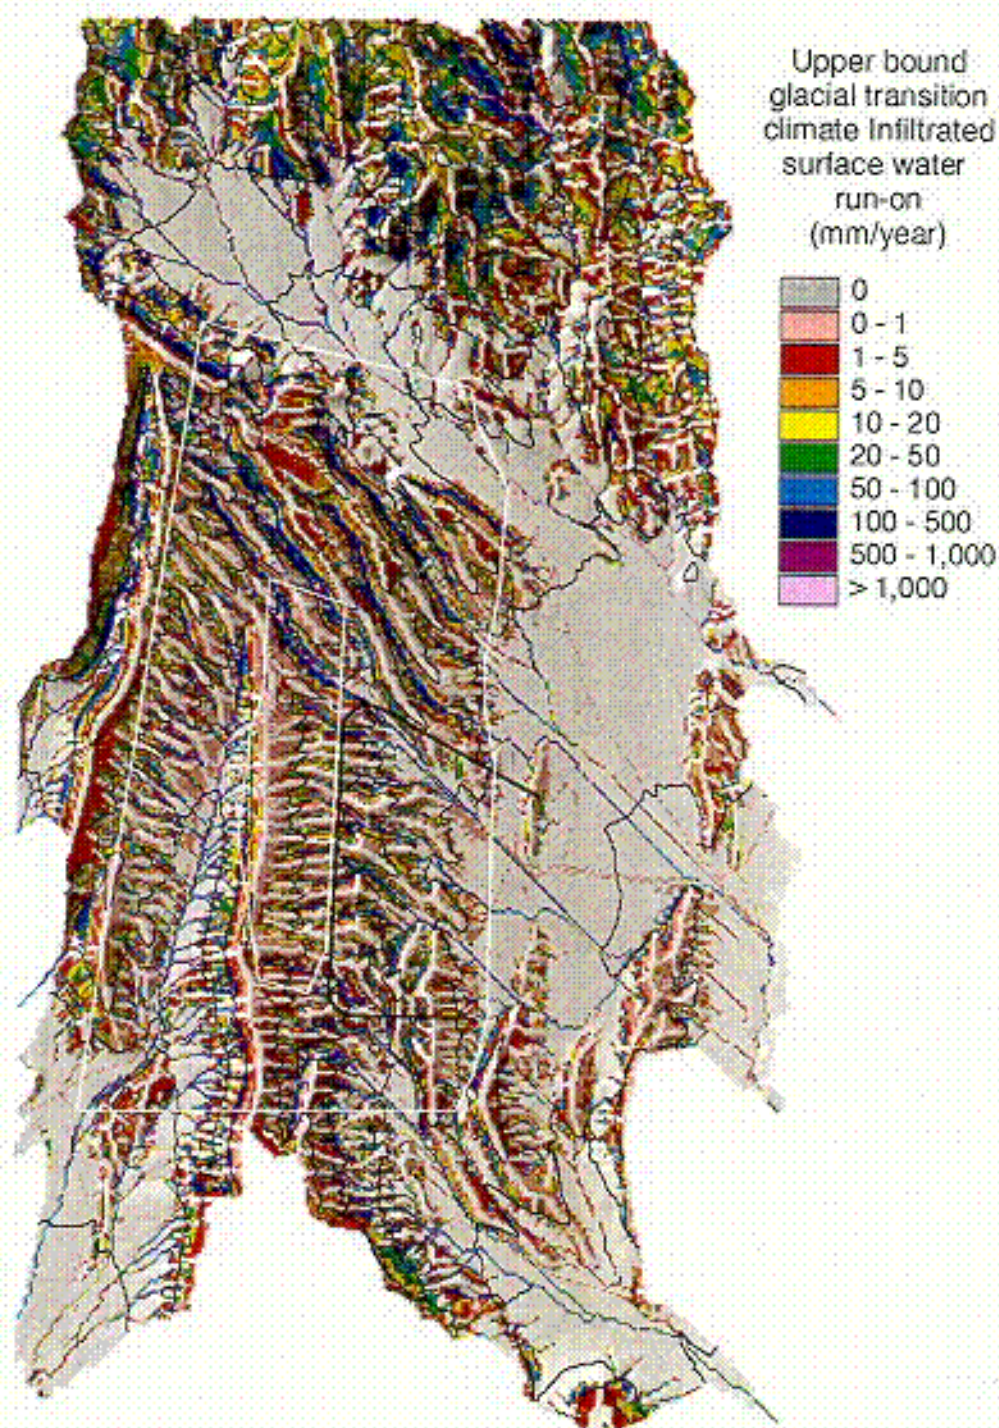 Upper bound
glacial transition
climate Infiltrated
surface water
run-on
(mm/year)
0
0 - 1
1 - 5
5 - 10
10 - 20
20 - 50
50 - 100
100 - 500
500 - 1,000
> 1,000